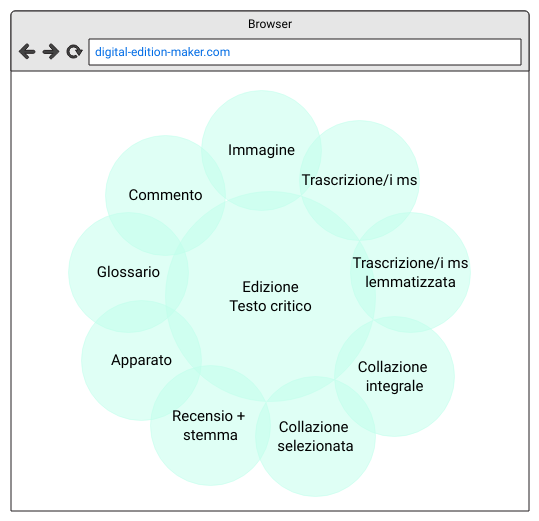 Browser
digital-edition-maker.com
Immagine
Trascrizione/i ms
Commento
Trascrizione/i ms
lemmatizzata
Glossario
Edizione
Testo critico
Apparato
Collazione
integrale
Recensio +
stemma
Collazione
selezionata